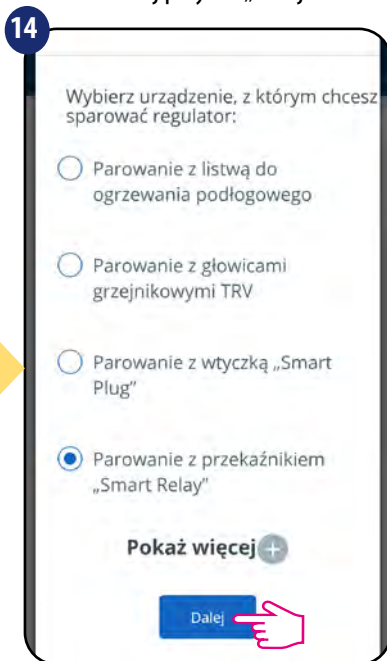 14
Wybierz urządzenie, z którym chcesz
sparować regulator:
Parowanie z listwą do
ogrzewania podłogowego
Parowanie z głowicami
grzejnikowymi TRV
Parowanie z wtyczką „Smart
Plug”
Parowanie z przekaźnikiem
„Smart Relay”
Pokaż więcej
Dalej